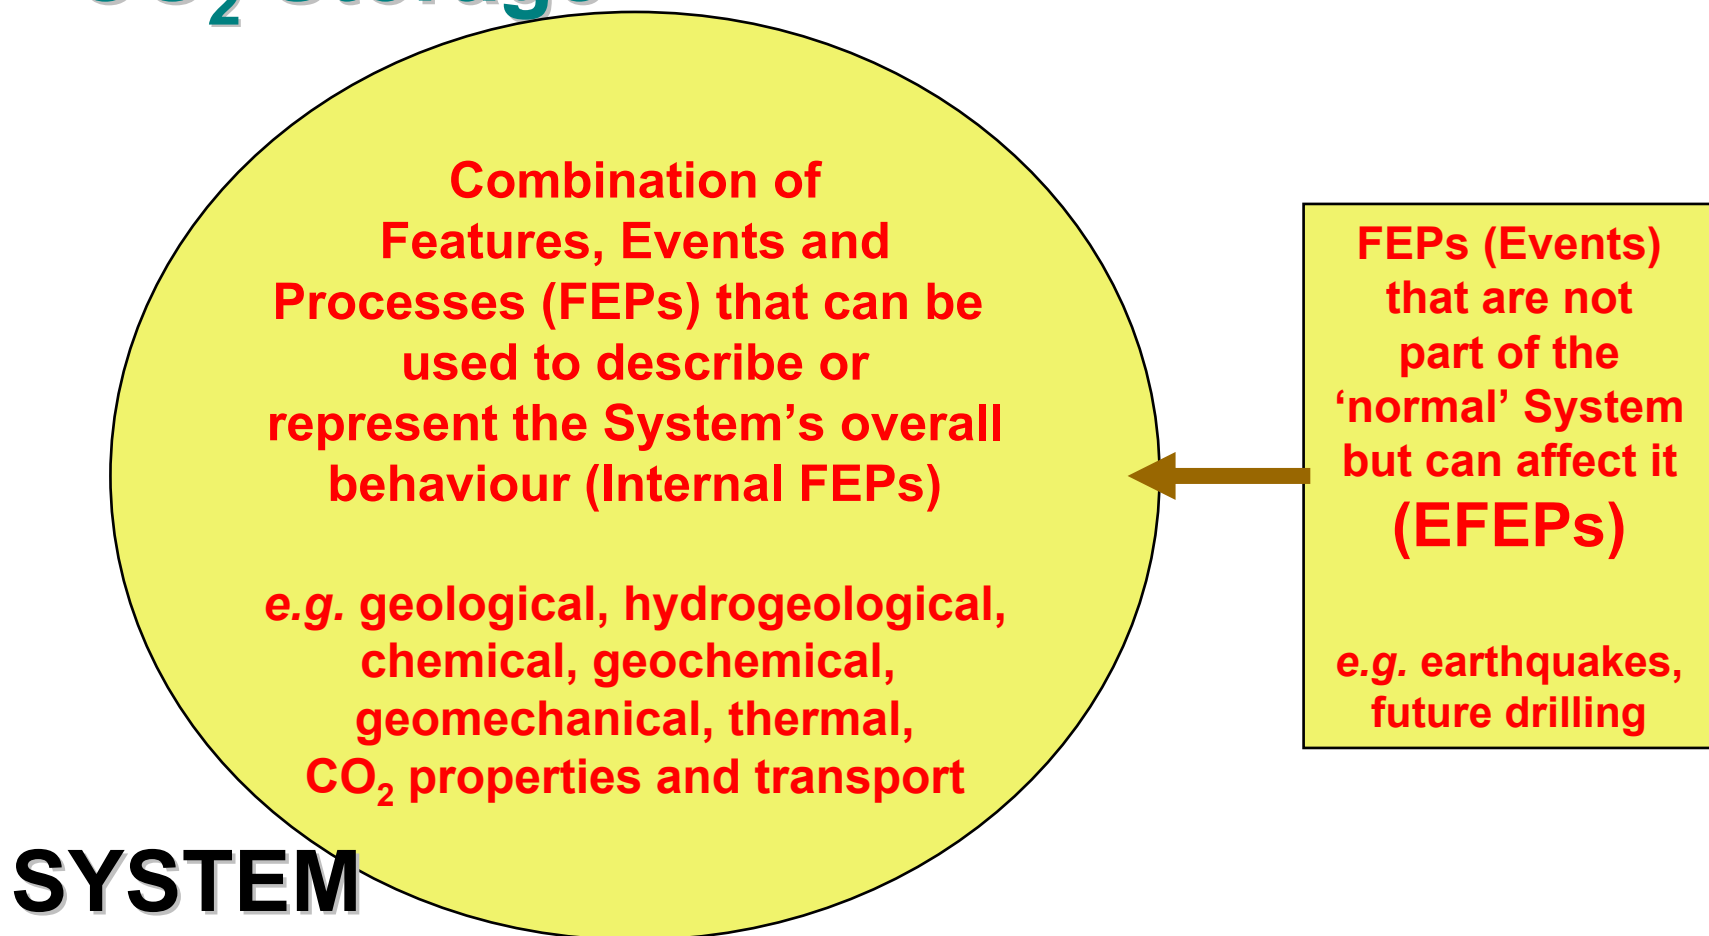 CO₂ Storage
Combination of
Features, Events and
Processes (FEPs) that can be
used to describe or
represent the System’s overall
behaviour (Internal FEPs)
e.g. geological, hydrogeological,
chemical, geochemical,
geomechanical, thermal,
CO₂ properties and transport
FEPs (Events)
that are not
part of the
‘normal’ System
but can affect it
(EFEPs)
e.g. earthquakes,
future drilling
SYSTEM